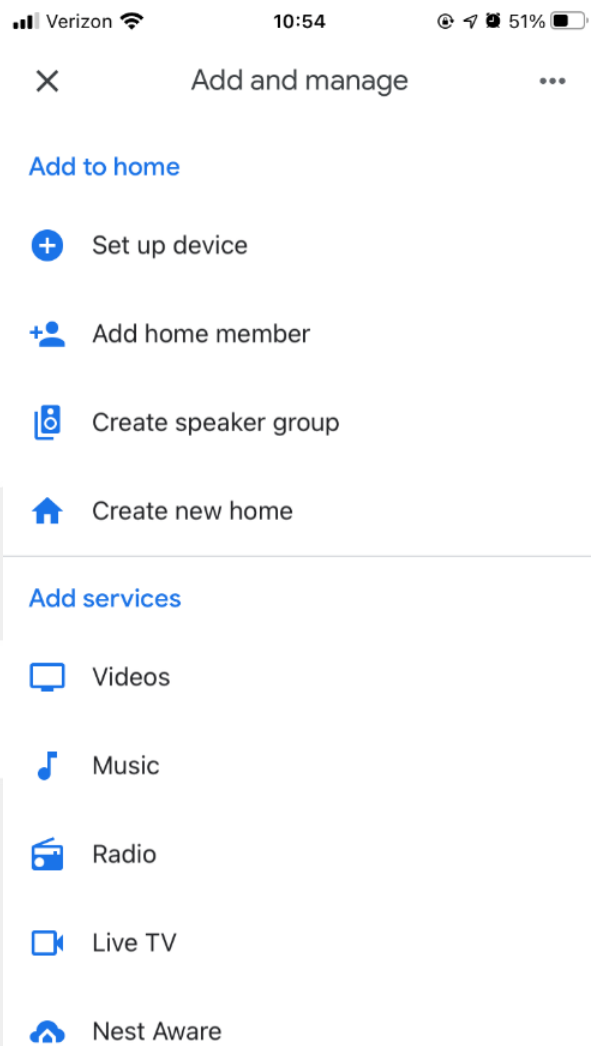 Verizon 10:54 51%
Add and manage
Add to home
Set up device
Add home member
Create speaker group
Create new home
Add services
Videos
Music
Radio
Live TV
Nest Aware